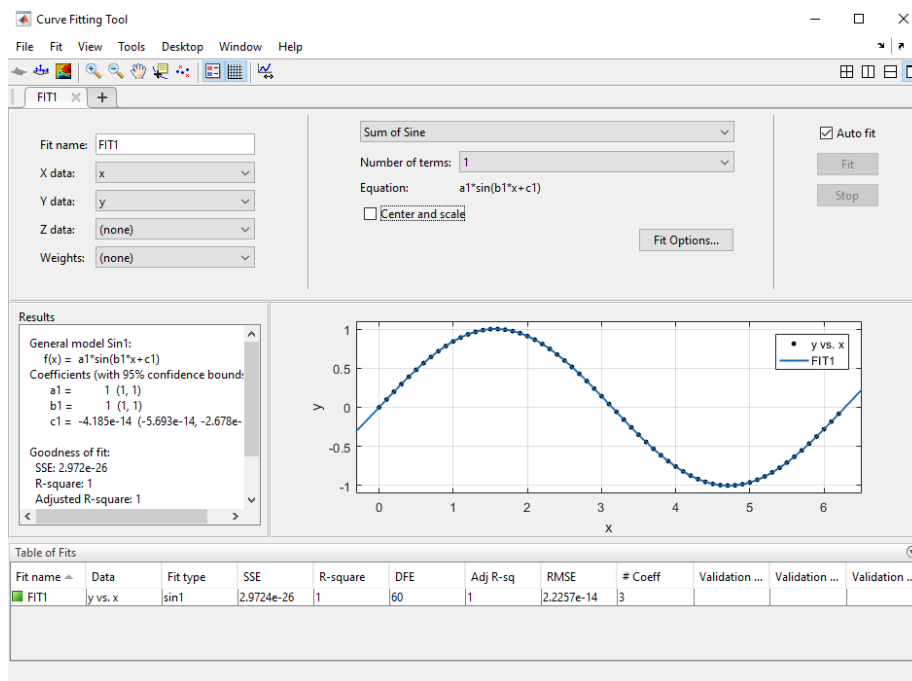 Curve Fitting Tool
File Fit View Tools Desktop Window Help
FIT1
Fit name: FIT1
X data: x
Y data: y
Z data: (none)
Weights: (none)
Sum of Sine
Number of terms: 1
Equation: a1*sin(b1*x+c1)
Center and scale
Fit Options...
Auto fit
Fit
Stop
Results
General model Sin1:
f(x) = a1*sin(b1*x+c1)
Coefficients (with 95% confidence bound:
a1 = 1 (1, 1)
b1 = 1 (1, 1)
c1 = -4.185e-14 (-5.693e-14, -2.678e-
Goodness of fit:
SSE: 2.972e-26
R-square: 1
Adjusted R-square: 1
1
0.5
0
-0.5
-1
y
0 1 2 3 4 5 6
x
y vs. x
FIT1
Table of Fits
Fit name Data Fit type SSE R-square DFE Adj R-sq RMSE # Coeff Validation ... Validation ... Validation ...
FIT1 y vs. x sin1 2.9724e-26 1 60 1 2.2257e-14 3